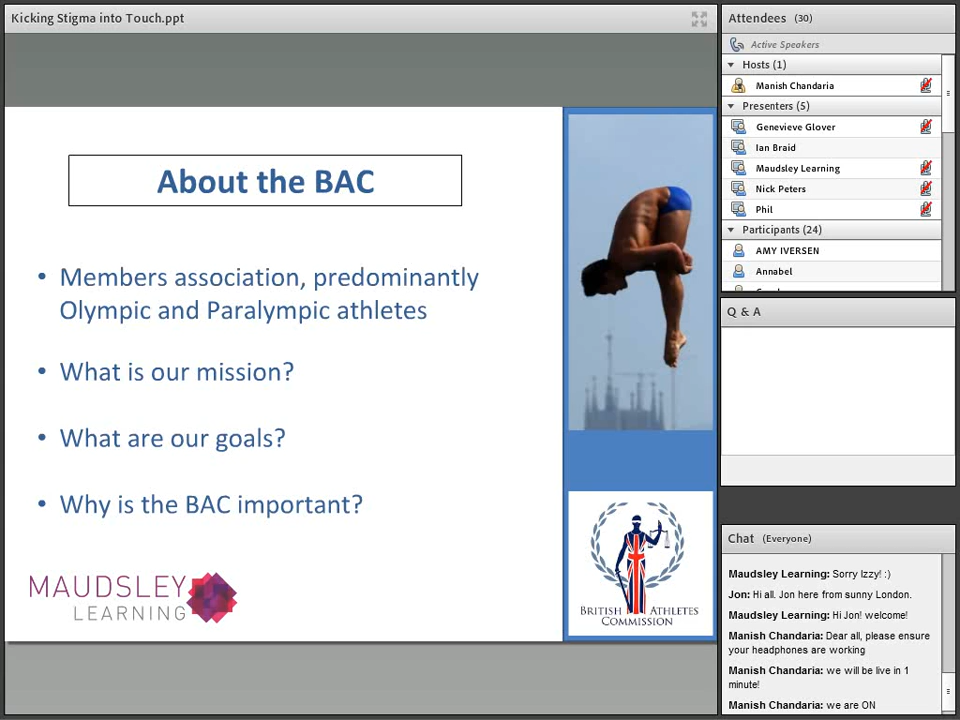 Kicking Stigma into Touch.ppt
About the BAC
• Members association, predominantly
Olympic and Paralympic athletes
• What is our mission?
• What are our goals?
• Why is the BAC important?
MAUDSLEY
LEARNING
BRITISH ATHLETES
COMMISSION
Attendees (30)
Active Speakers
Hosts (1)
Manish Chandaria
Presenters (5)
Genevieve Glover
Ian Braid
Maudsley Learning
Nick Peters
Phil
Participants (24)
AMY IVERSEN
Annabel
Q & A
Chat (Everyone)
Maudsley Learning: Sorry Izzy! :)
Jon: Hi all. Jon here from sunny London.
Maudsley Learning: Hi Jon! welcome!
Manish Chandaria: Dear all, please ensure
your headphones are working
Manish Chandaria: we will be live in 1
minute!
Manish Chandaria: we are ON